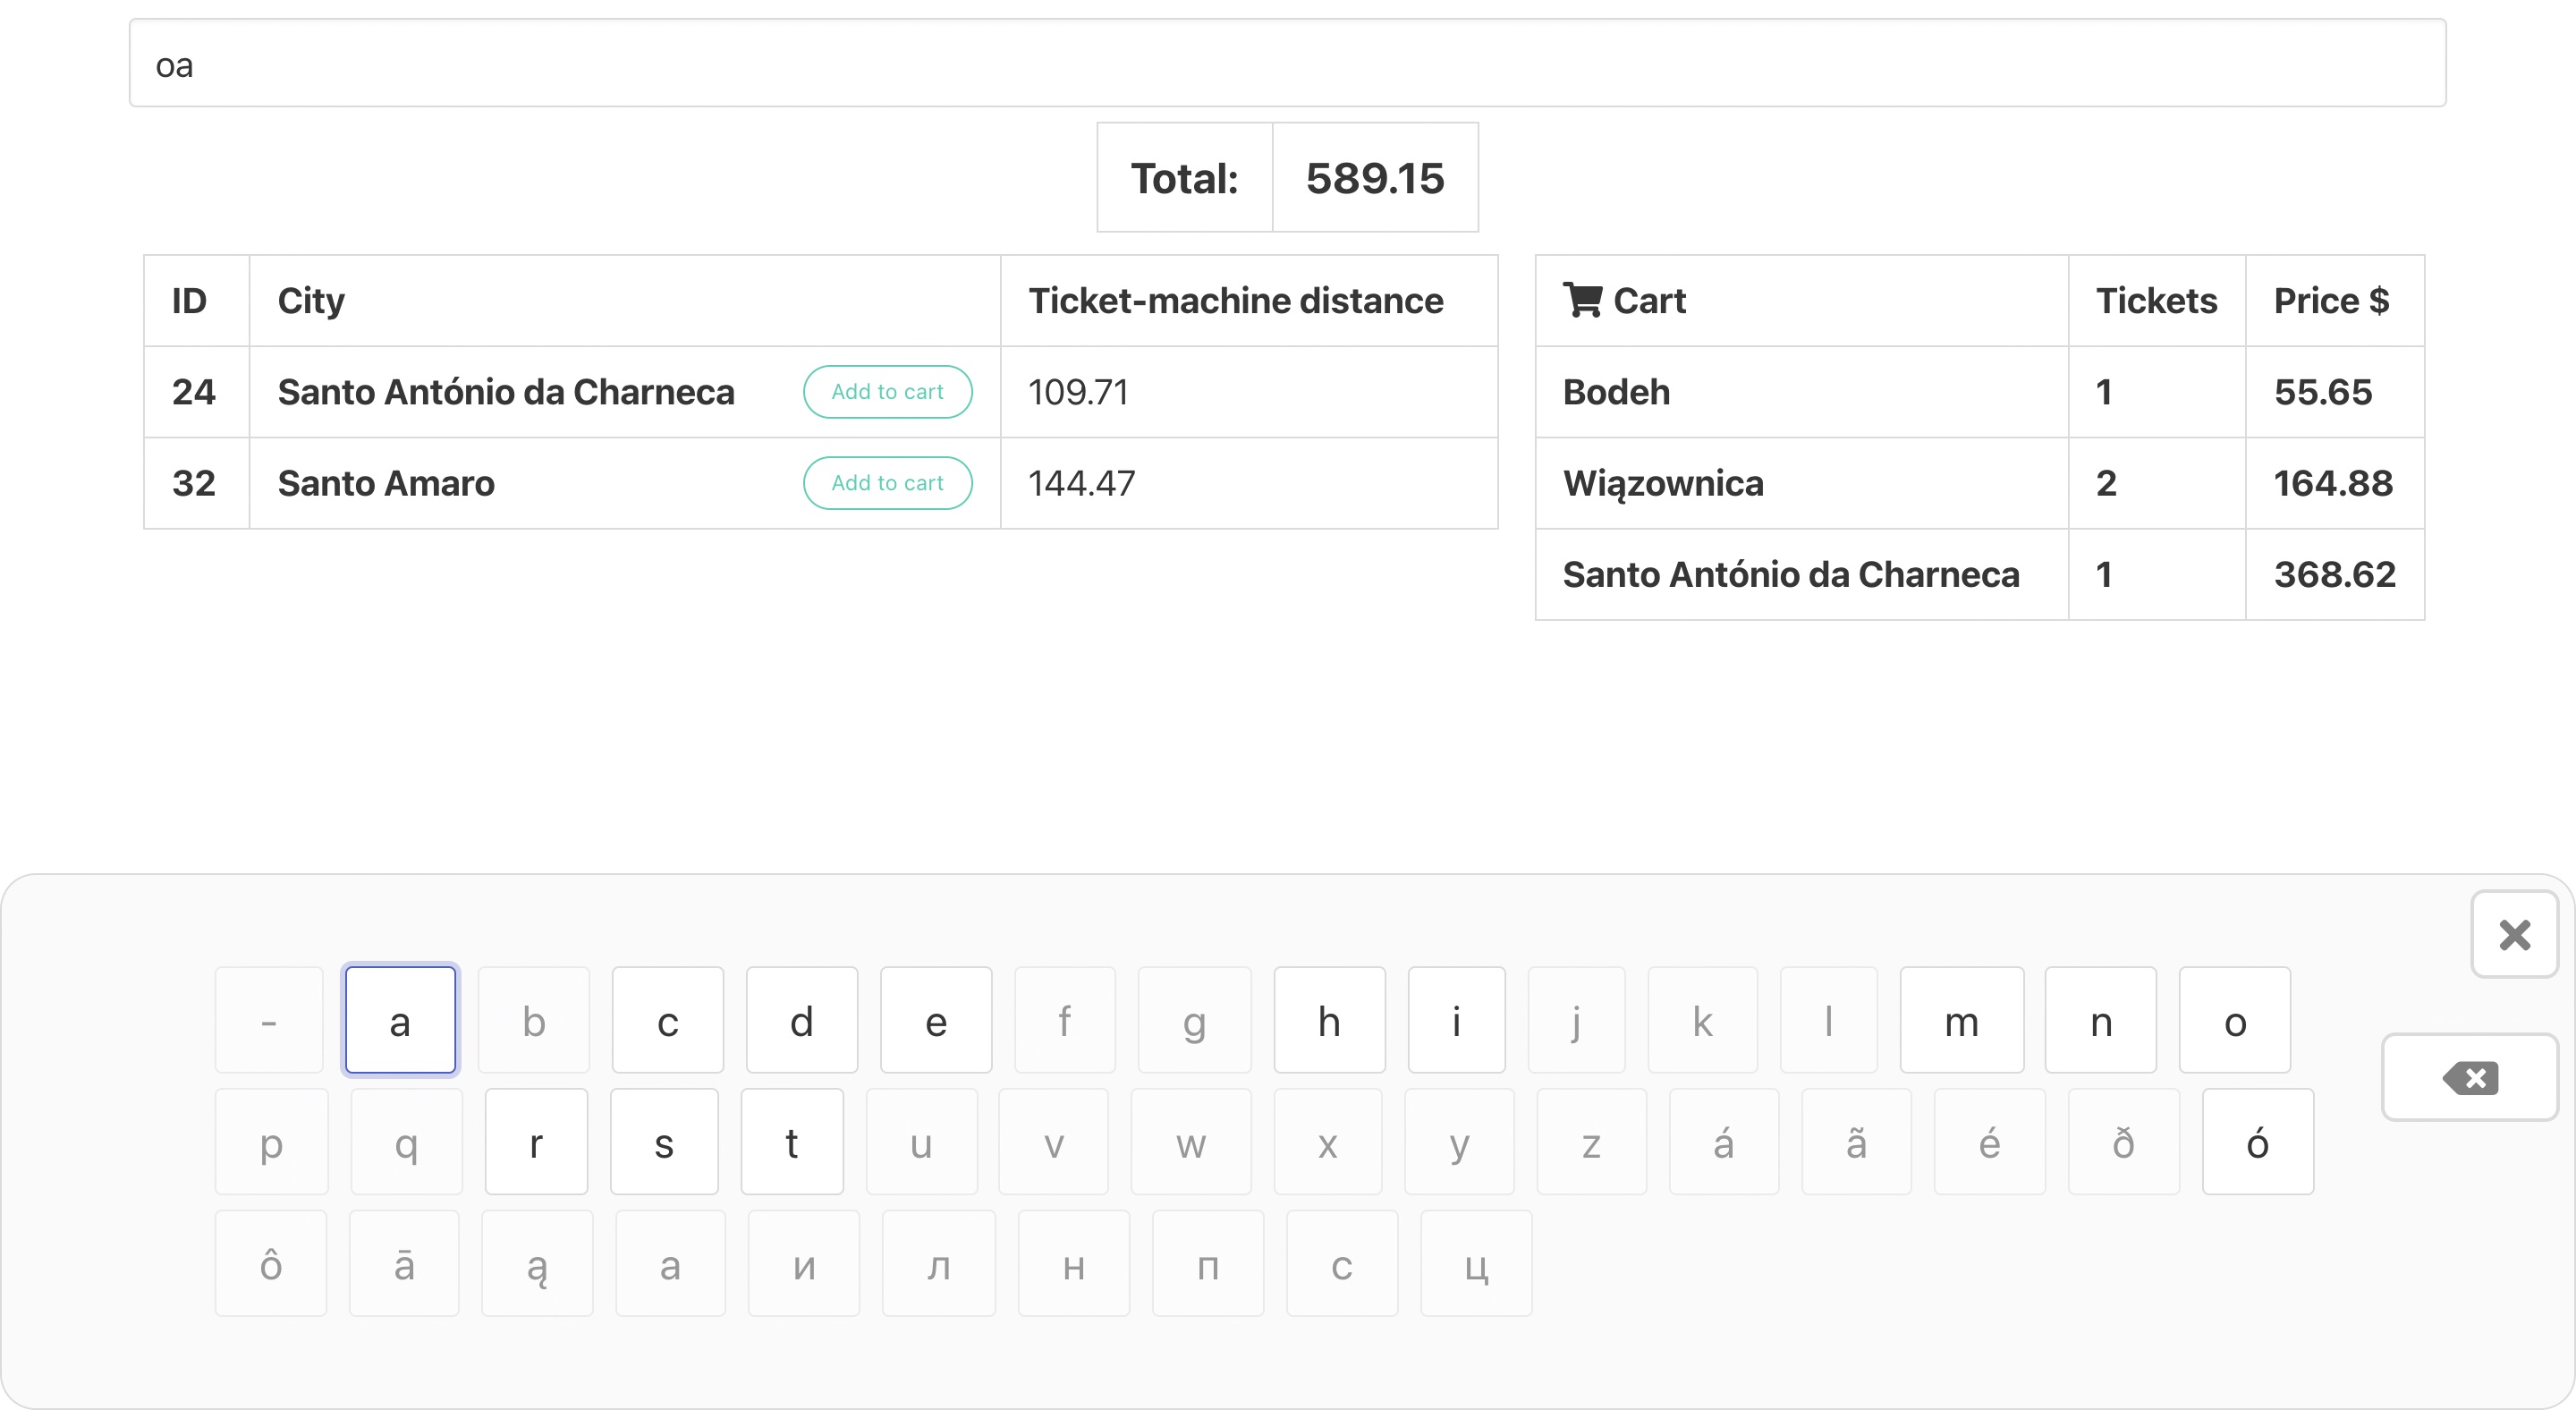 oa
Total: 589.15
ID City Ticket-machine distance
24 Santo António da Charneca Add to cart 109.71
32 Santo Amaro Add to cart 144.47
Cart Tickets Price $
Bodeh 1 55.65
Wiązownica 2 164.88
Santo António da Charneca 1 368.62
- a b c d e f g h i j k l m n o
p q r s t u v w x y z á ã é ð ó
ô ā ą а и л н п с ц